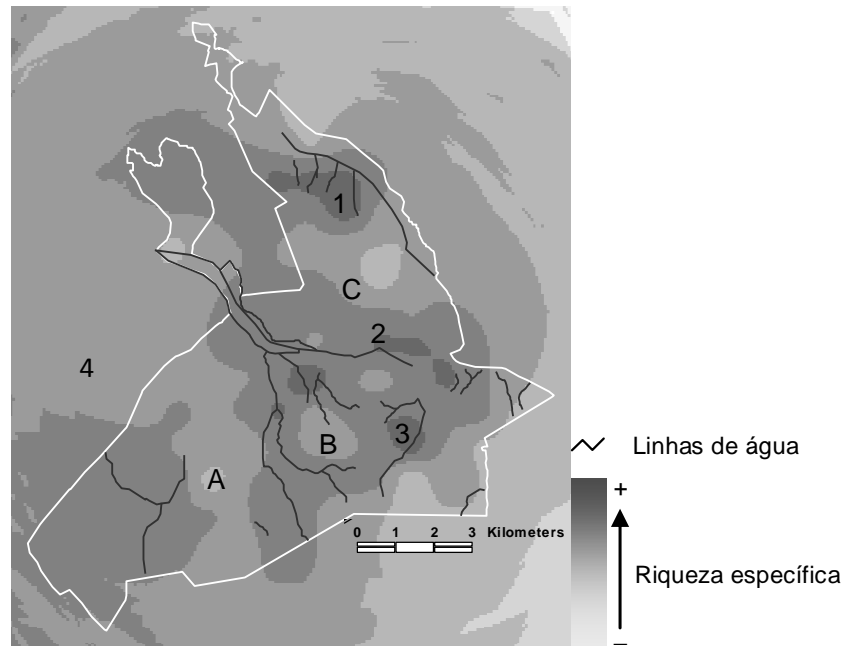 1
C
2
4
3
B
A
Linhas de água
0 1 2 3 Kilometers
+
Riqueza específica
–